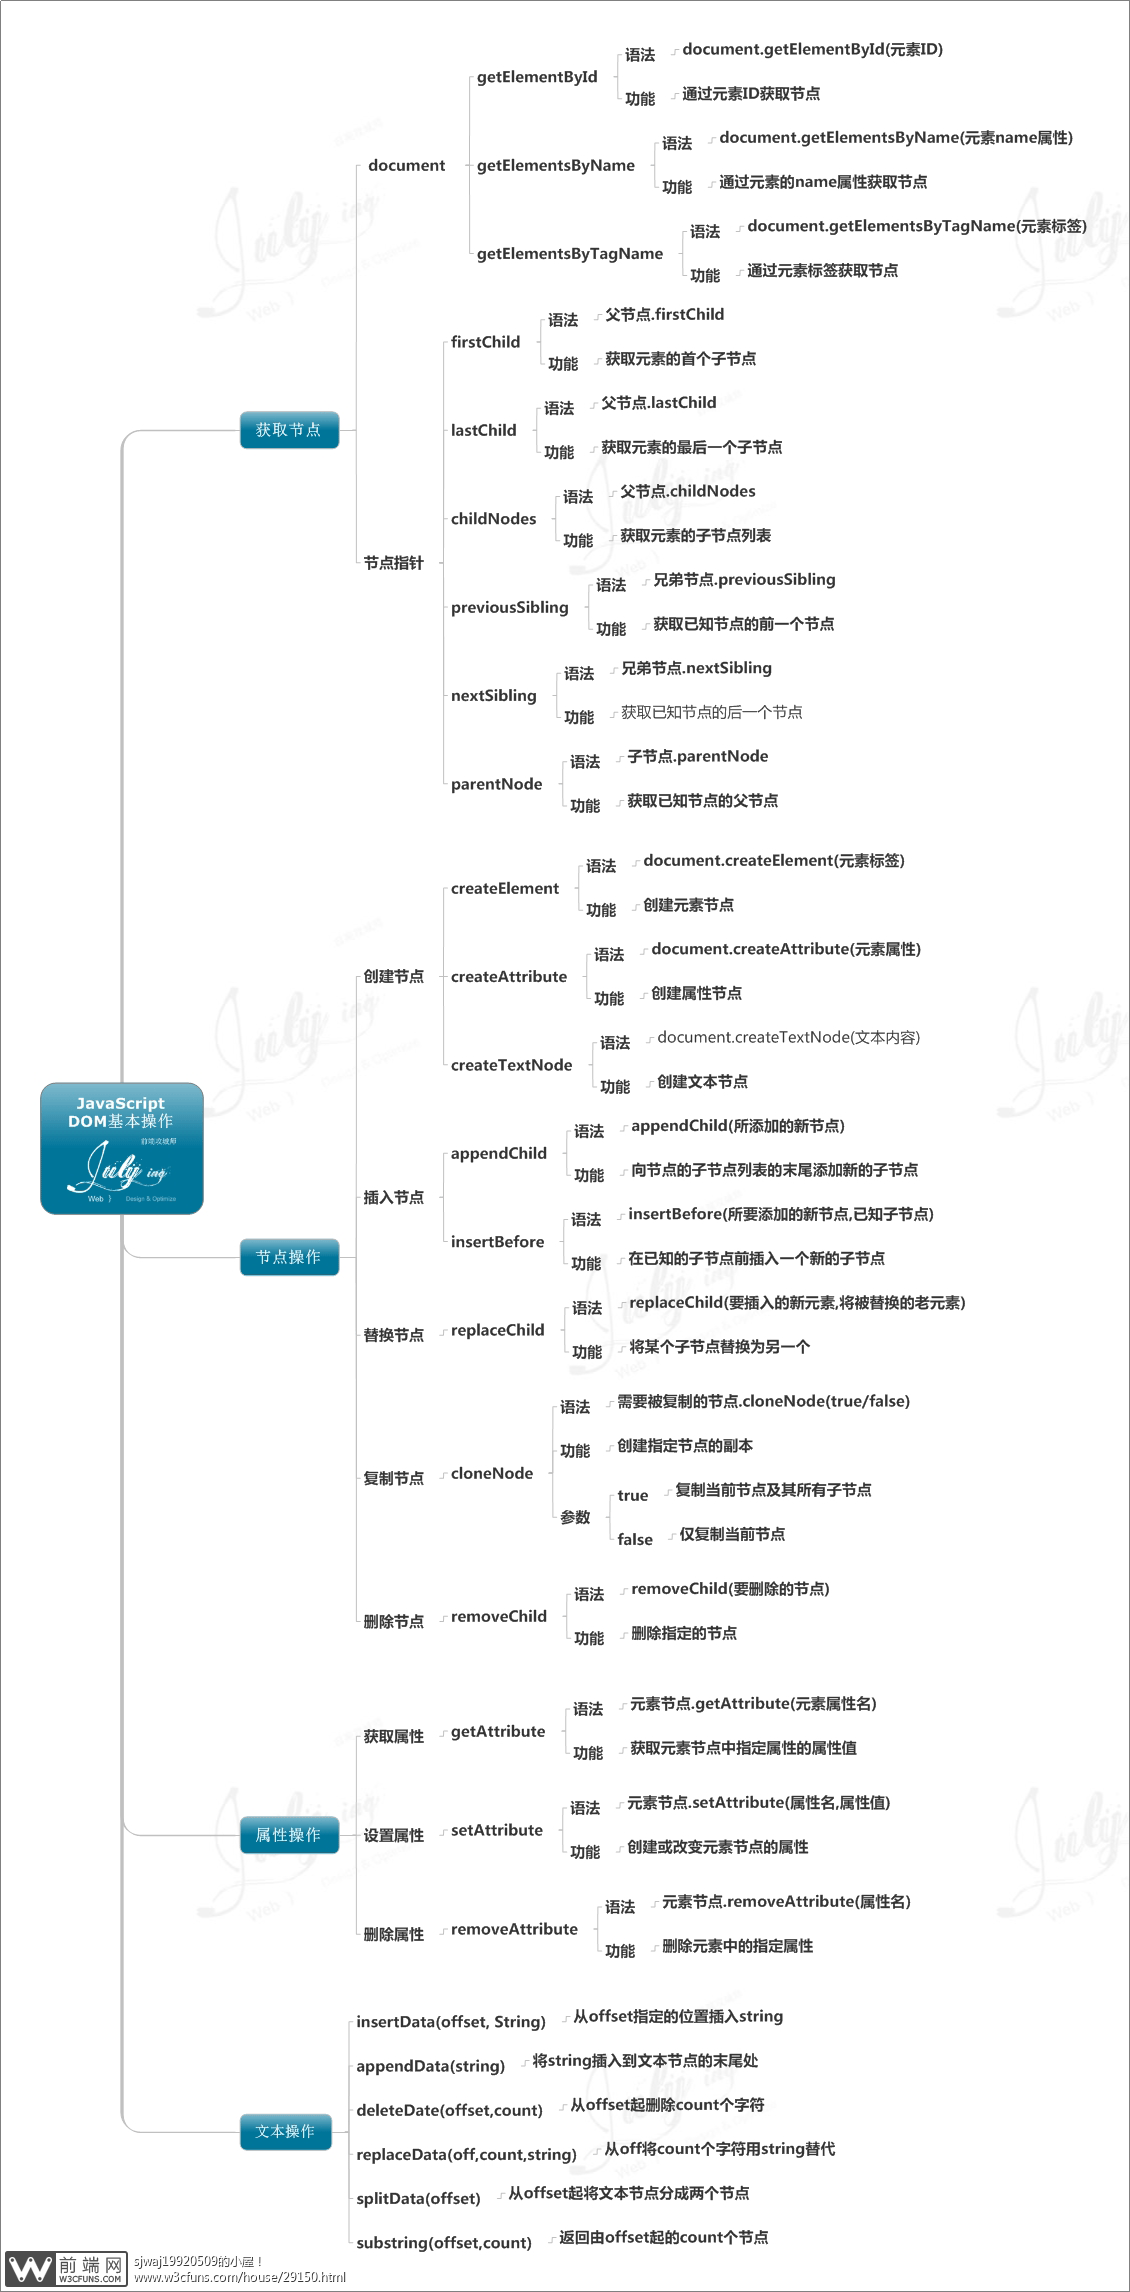 document.getElementById(元素ID)
语法
getElementById
功能
通过元素ID获取节点
document.getElementsByName(元素name属性)
语法
document
getElementsByName
功能
通过元素的name属性获取节点
document.getElementsByTagName(元素标签)
语法
getElementsByTagName
功能
通过元素标签获取节点
父节点.firstChild
语法
firstChild
功能
获取元素的首个子节点
父节点.lastChild
语法
获取节点
lastChild
功能
获取元素的最后一个子节点
父节点.childNodes
语法
childNodes
功能
获取元素的子节点列表
节点指针
兄弟节点.previousSibling
语法
previousSibling
功能
获取已知节点的前一个节点
兄弟节点.nextSibling
语法
nextSibling
功能
获取已知节点的后一个节点
子节点.parentNode
语法
parentNode
功能
获取已知节点的父节点
document.createElement(元素标签)
语法
createElement
功能
创建元素节点
document.createAttribute(元素属性)
语法
创建节点
createAttribute
功能
创建属性节点
document.createTextNode(文本内容)
语法
createTextNode
功能
创建文本节点
JavaScript
DOM基本操作
前端攻城师
July ing
Web } Design & Optimize
appendChild(所添加的新节点)
语法
appendChild
功能
向节点的子节点列表的末尾添加新的子节点
插入节点
insertBefore(所要添加的新节点,已知子节点)
语法
insertBefore
功能
在已知的子节点前插入一个新的子节点
节点操作
replaceChild(要插入的新元素,将被替换的老元素)
语法
替换节点
replaceChild
功能
将某个子节点替换为另一个
需要被复制的节点.cloneNode(true/false)
语法
功能
创建指定节点的副本
复制节点
cloneNode
参数
true
复制当前节点及其所有子节点
false
仅复制当前节点
removeChild(要删除的节点)
语法
删除节点
removeChild
功能
删除指定的节点
元素节点.getAttribute(元素属性名)
语法
获取属性
getAttribute
功能
获取元素节点中指定属性的属性值
元素节点.setAttribute(属性名,属性值)
语法
属性操作
设置属性
setAttribute
功能
创建或改变元素节点的属性
元素节点.removeAttribute(属性名)
语法
删除属性
removeAttribute
功能
删除元素中的指定属性
insertData(offset, String)
从offset指定的位置插入string
appendData(string)
将string插入到文本节点的末尾处
deleteDate(offset,count)
从offset起删除count个字符
文本操作
replaceData(off,count,string)
从off将count个字符用string替代
splitData(offset)
从offset起将文本节点分成两个节点
substring(offset,count)
返回由offset起的count个节点
前端网
W3CFUNS.COM
sjwaj19920509的小屋！
www.w3cfuns.com/house/29150.html